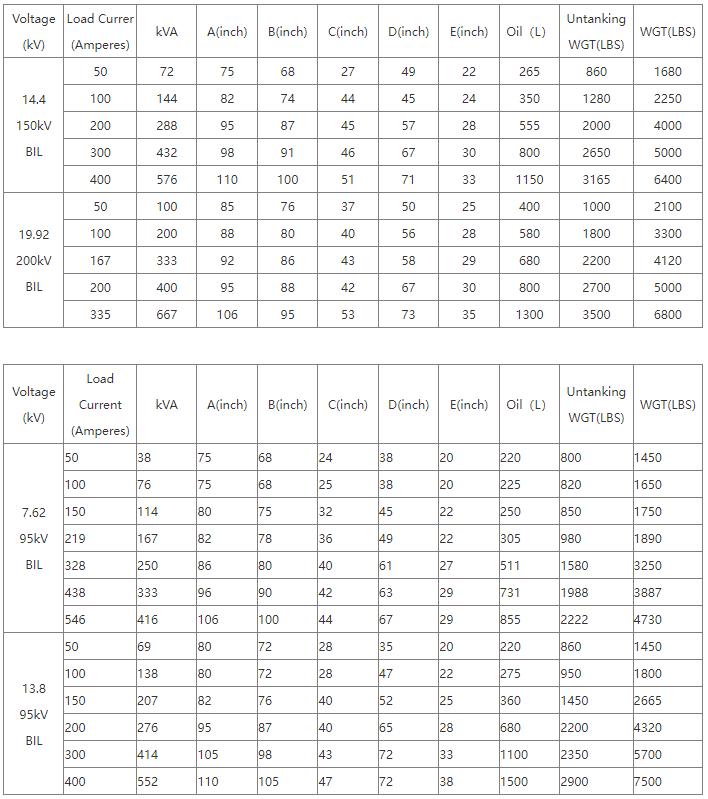 Voltage (kV) Load Currer (Amperes) kVA A(inch) B(inch) C(inch) D(inch) E(inch) Oil（L） Untanking WGT(LBS) WGT(LBS)
14.4 150kV BIL
50 72 75 68 27 49 22 265 860 1680
100 144 82 74 44 45 24 350 1280 2250
200 288 95 87 45 57 28 555 2000 4000
300 432 98 91 46 67 30 800 2650 5000
400 576 110 100 51 71 33 1150 3165 6400
19.92 200kV BIL
50 100 85 76 37 50 25 400 1000 2100
100 200 88 80 40 56 28 580 1800 3300
167 333 92 86 43 58 29 680 2200 4120
200 400 95 88 42 67 30 800 2700 5000
335 667 106 95 53 73 35 1300 3500 6800
Voltage (kV) Load Current (Amperes) kVA A(inch) B(inch) C(inch) D(inch) E(inch) Oil（L） Untanking WGT(LBS) WGT(LBS)
7.62 95kV BIL
50 38 75 68 24 38 20 220 800 1450
100 76 75 68 25 38 20 225 820 1650
150 114 80 75 32 45 22 250 850 1750
219 167 82 78 36 49 22 305 980 1890
328 250 86 80 40 61 27 511 1580 3250
438 333 96 90 42 63 29 731 1988 3887
546 416 106 100 44 67 29 855 2222 4730
13.8 95kV BIL
50 69 80 72 28 35 20 220 860 1450
100 138 80 72 28 47 22 275 950 1800
150 207 82 76 40 52 25 360 1450 2665
200 276 95 87 40 65 28 680 2200 4320
300 414 105 98 43 72 33 1100 2350 5700
400 552 110 105 47 72 38 1500 2900 7500